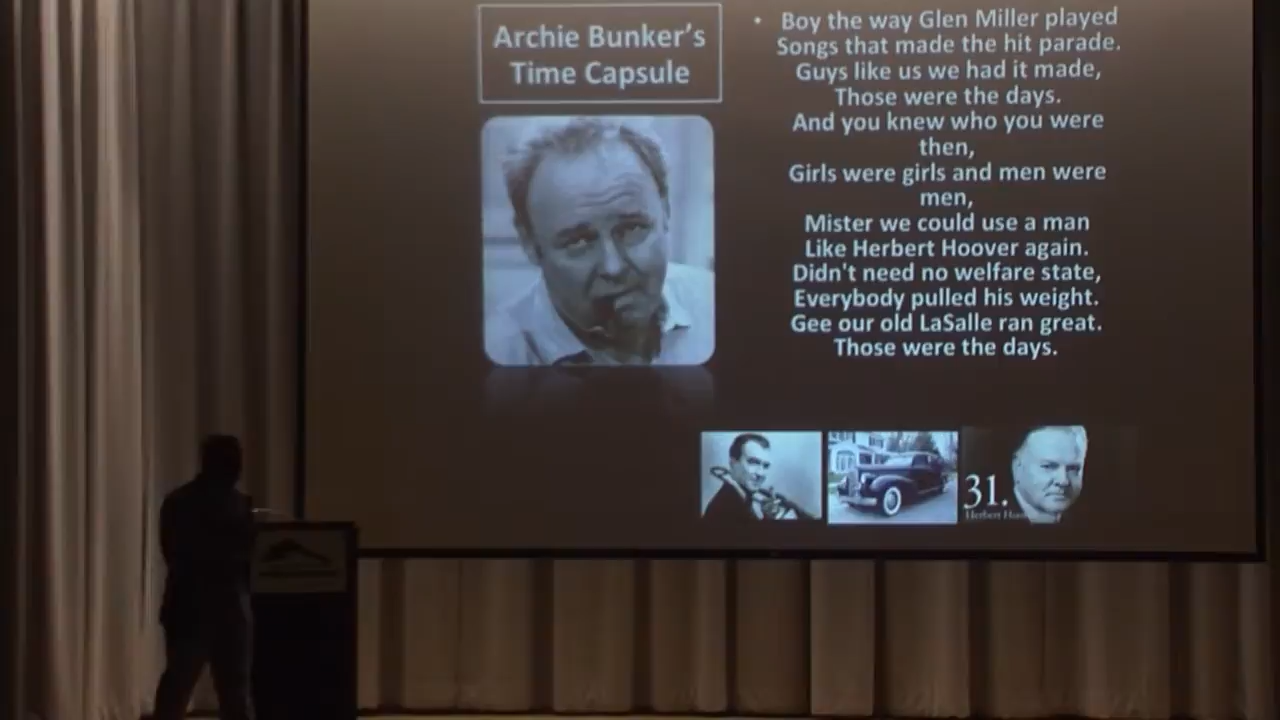 Archie Bunker's
Time Capsule
• Boy the way Glen Miller played
Songs that made the hit parade.
Guys like us we had it made,
Those were the days.
And you knew who you were
then,
Girls were girls and men were
men,
Mister we could use a man
Like Herbert Hoover again.
Didn't need no welfare state,
Everybody pulled his weight.
Gee our old LaSalle ran great.
Those were the days.
31.
Herbert